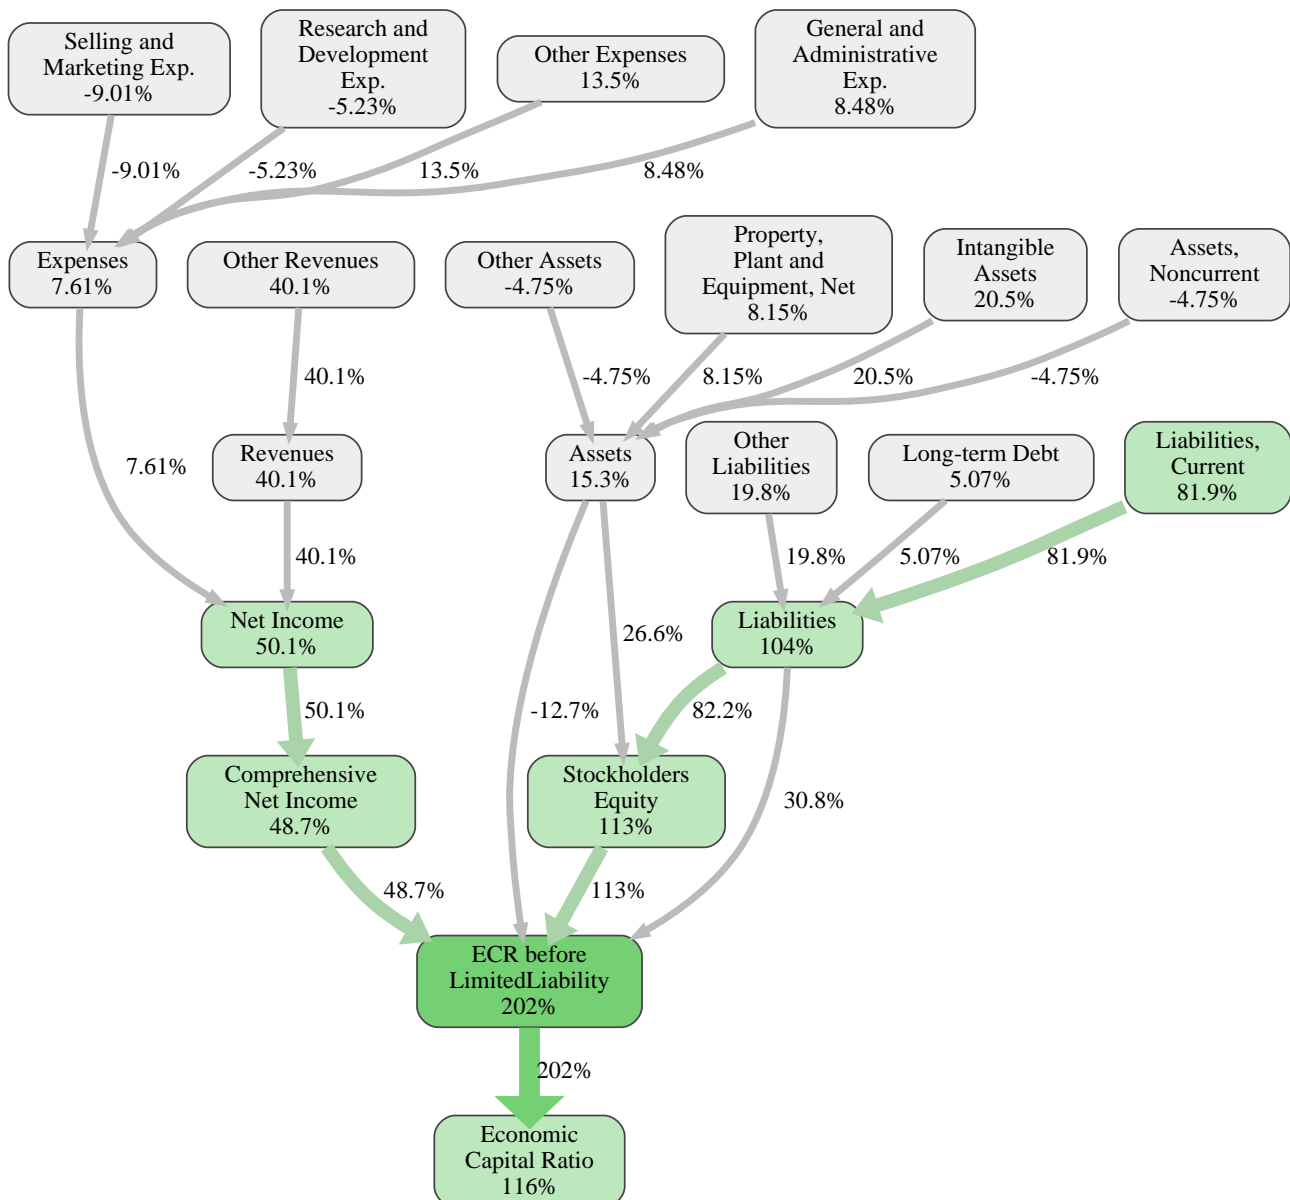 Selling and
Marketing Exp.
-9.01%
Research and
Development
Exp.
-5.23%
Other Expenses
13.5%
General and
Administrative
Exp.
8.48%
-9.01%
-5.23%
13.5%
8.48%
Expenses
7.61%
Other Revenues
40.1%
Other Assets
-4.75%
Property,
Plant and
Equipment, Net
8.15%
Intangible
Assets
20.5%
Assets,
Noncurrent
-4.75%
40.1%
-4.75%
8.15%
20.5%
-4.75%
7.61%
Revenues
40.1%
Assets
15.3%
Other
Liabilities
19.8%
Long-term Debt
5.07%
Liabilities,
Current
81.9%
40.1%
19.8%
5.07%
81.9%
Net Income
50.1%
26.6%
Liabilities
104%
50.1%
-12.7%
82.2%
Comprehensive
Net Income
48.7%
Stockholders
Equity
113%
30.8%
48.7%
113%
ECR before
LimitedLiability
202%
202%
Economic
Capital Ratio
116%